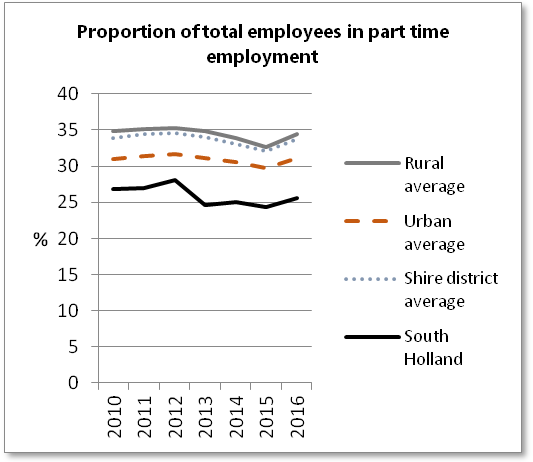 Proportion of total employees in part time
employment
40
35
30
25
20
15
10
5
0
%
2010
2011
2012
2013
2014
2015
2016
Rural
average
Urban
average
Shire district
average
South
Holland